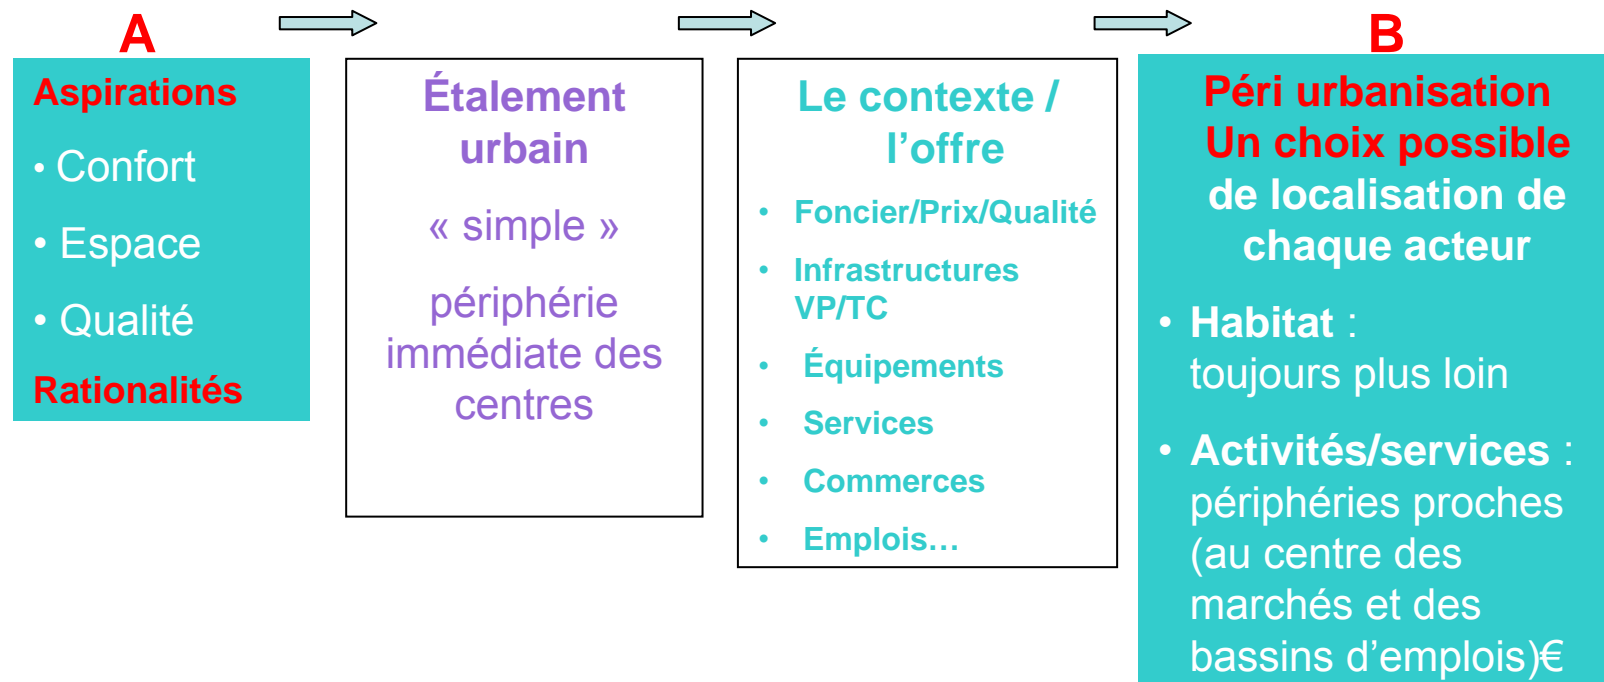 A
Aspirations
• Confort
• Espace
• Qualité
Rationalités
Étalement
urbain
« simple »
périphérie
immédiate des
centres
Le contexte /
l’offre
• Foncier/Prix/Qualité
• Infrastructures
VP/TC
• Équipements
• Services
• Commerces
• Emplois…
B
Péri urbanisation
Un choix possible
de localisation de
chaque acteur
• Habitat :
toujours plus loin
• Activités/services :
périphéries proches
(au centre des
marchés et des
bassins d’emplois)€